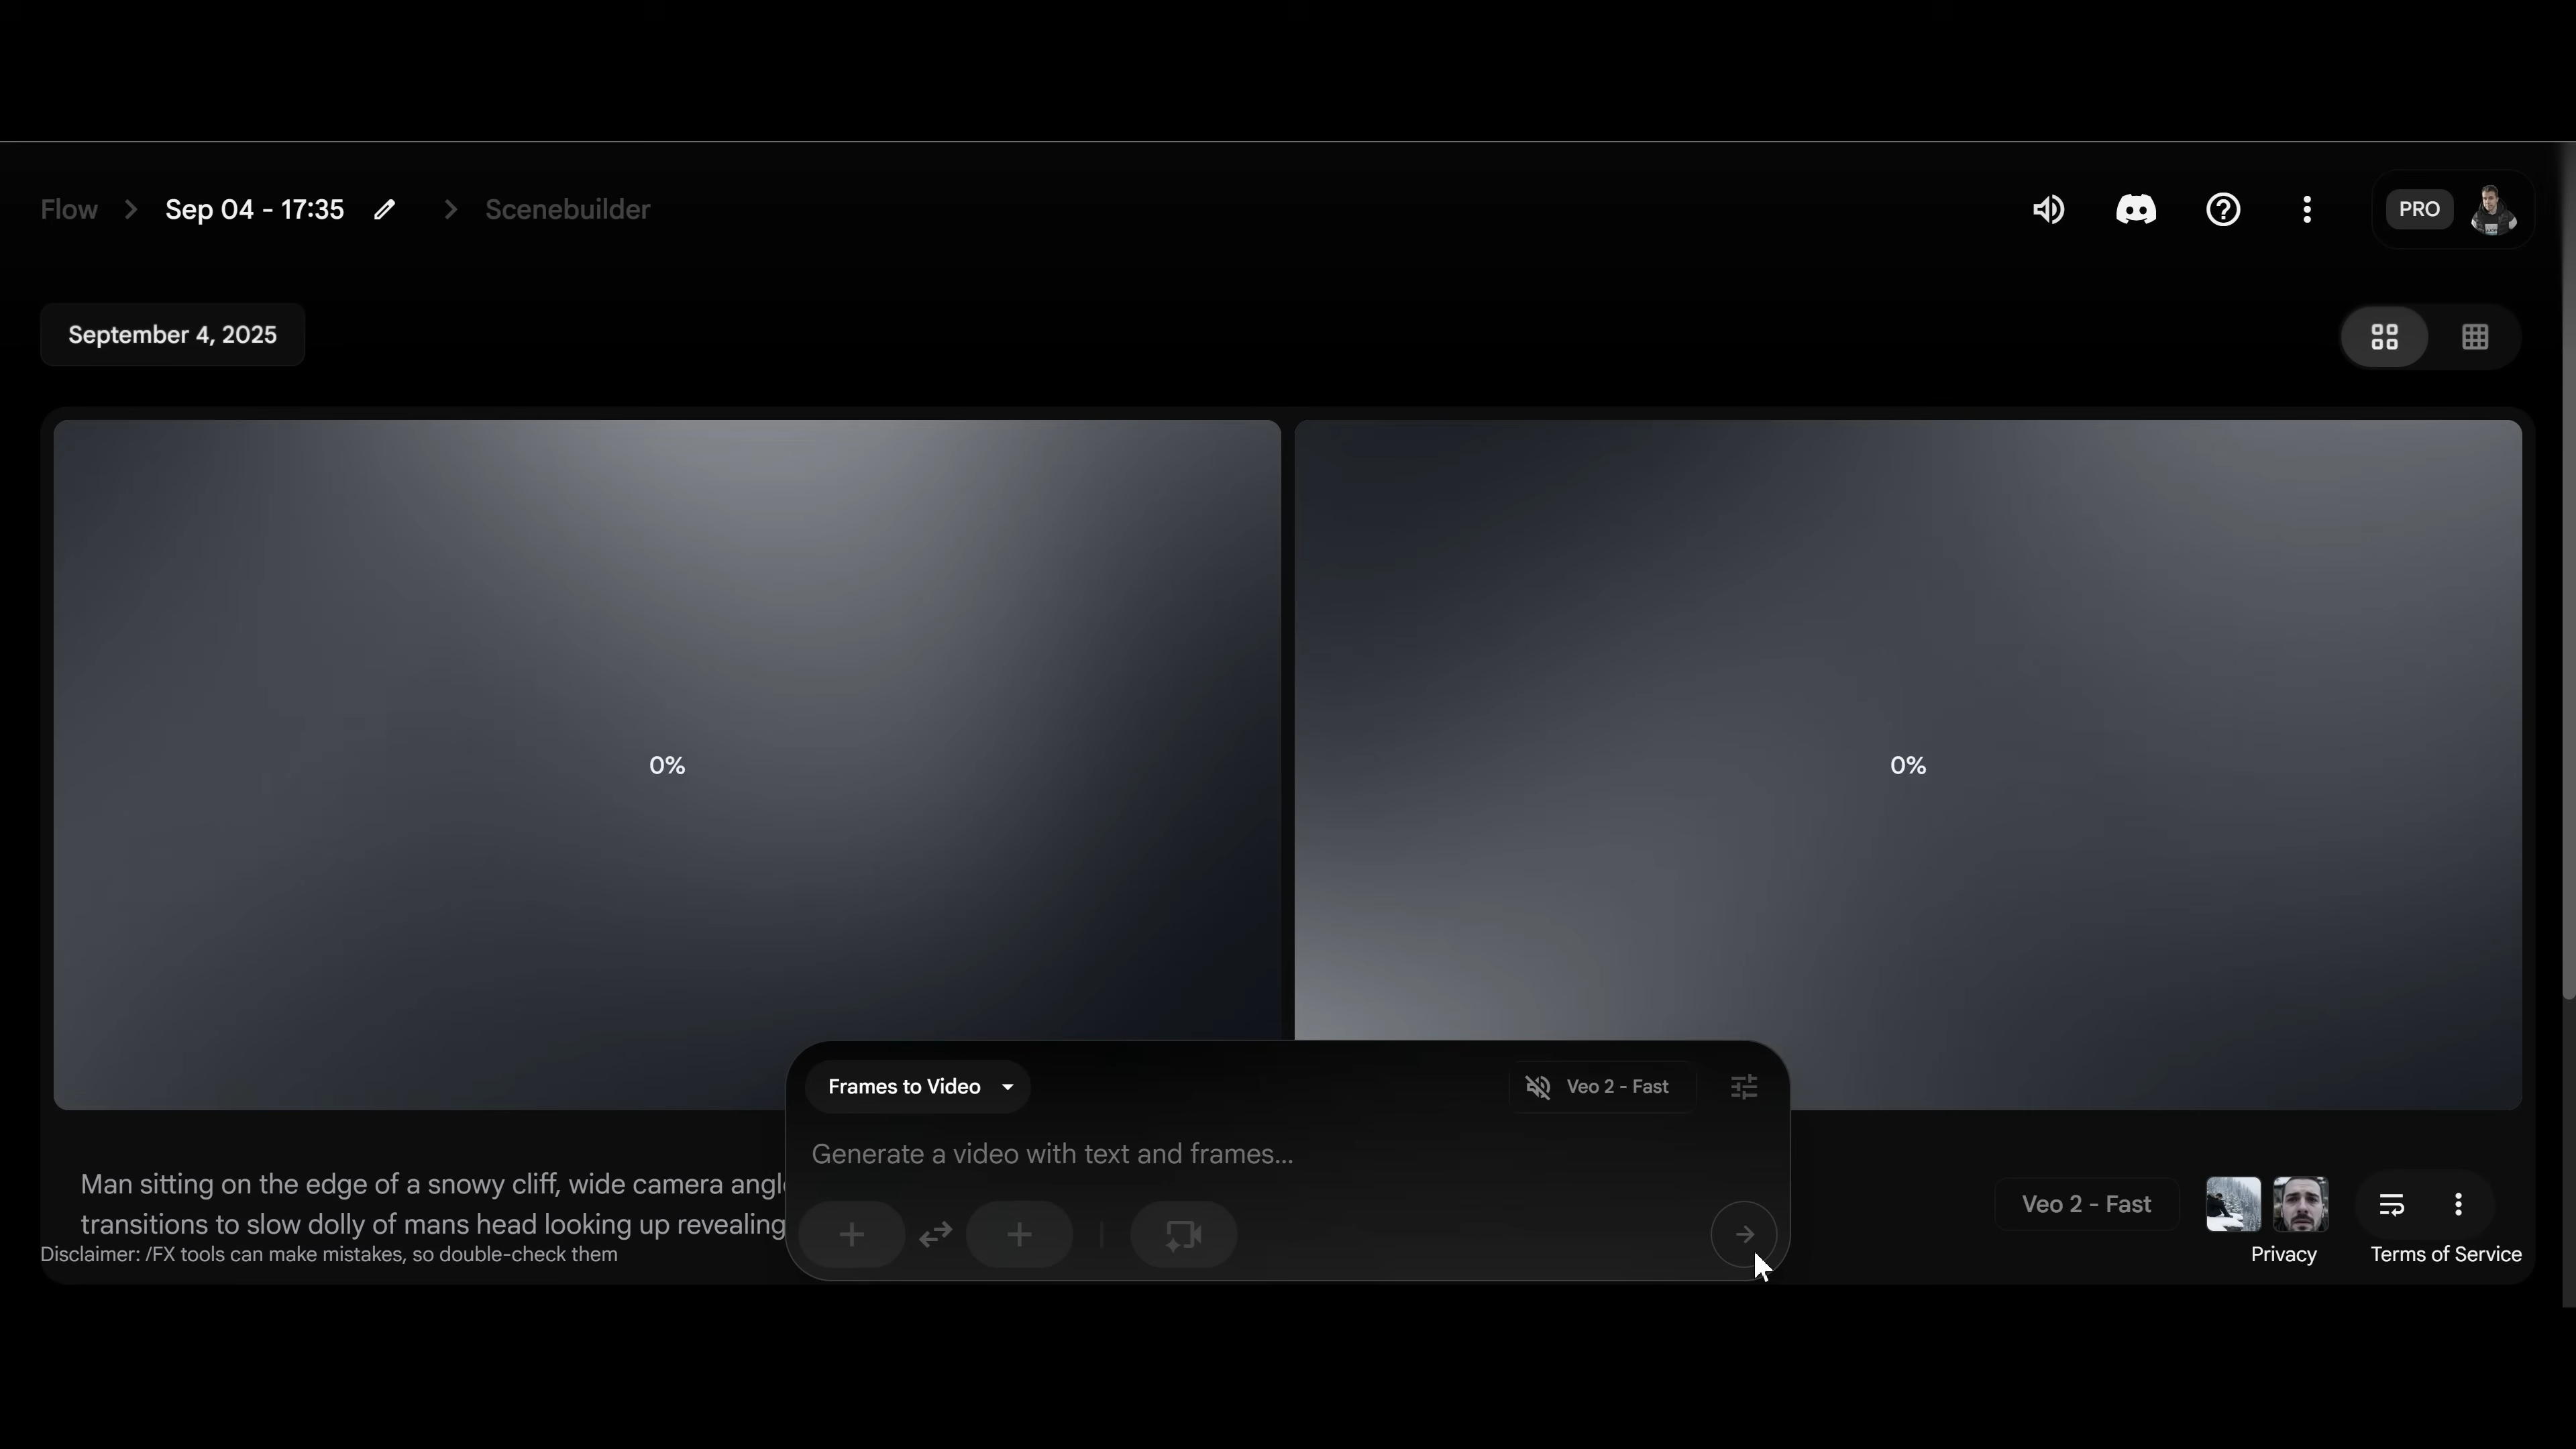 Flow
Sep 04 - 17:35
Scenebuilder
PRO
September 4, 2025
0%
0%
Frames to Video
Veo 2 - Fast
Generate a video with text and frames...
Man sitting on the edge of a snowy cliff, wide camera
transitions to slow dolly of mans head looking up revealing
Veo 2 - Fast
Disclaimer: /FX tools can make mistakes, so double-check them
Privacy
Terms of Service